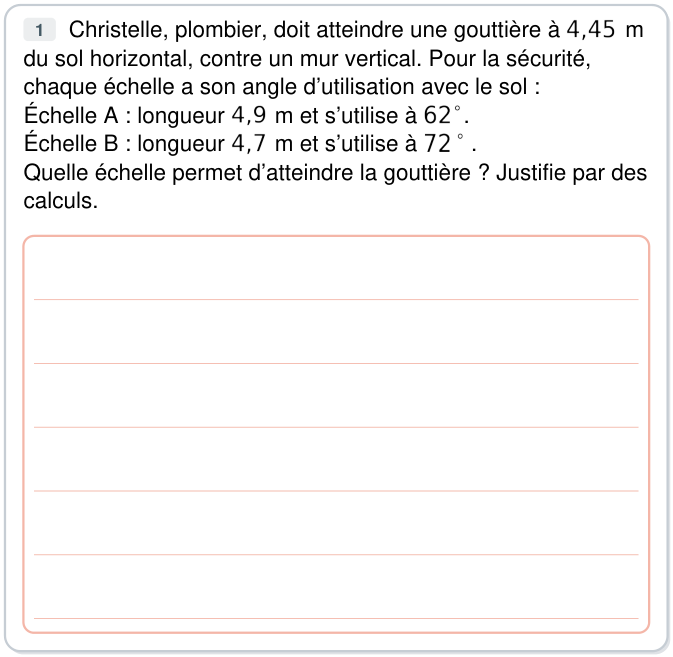 1 Christelle, plombier, doit atteindre une gouttière à 4,45 m
du sol horizontal, contre un mur vertical. Pour la sécurité,
chaque échelle a son angle d’utilisation avec le sol :
Échelle A : longueur 4,9 m et s’utilise à 62°.
Échelle B : longueur 4,7 m et s’utilise à 72° .
Quelle échelle permet d’atteindre la gouttière ? Justifie par des
calculs.